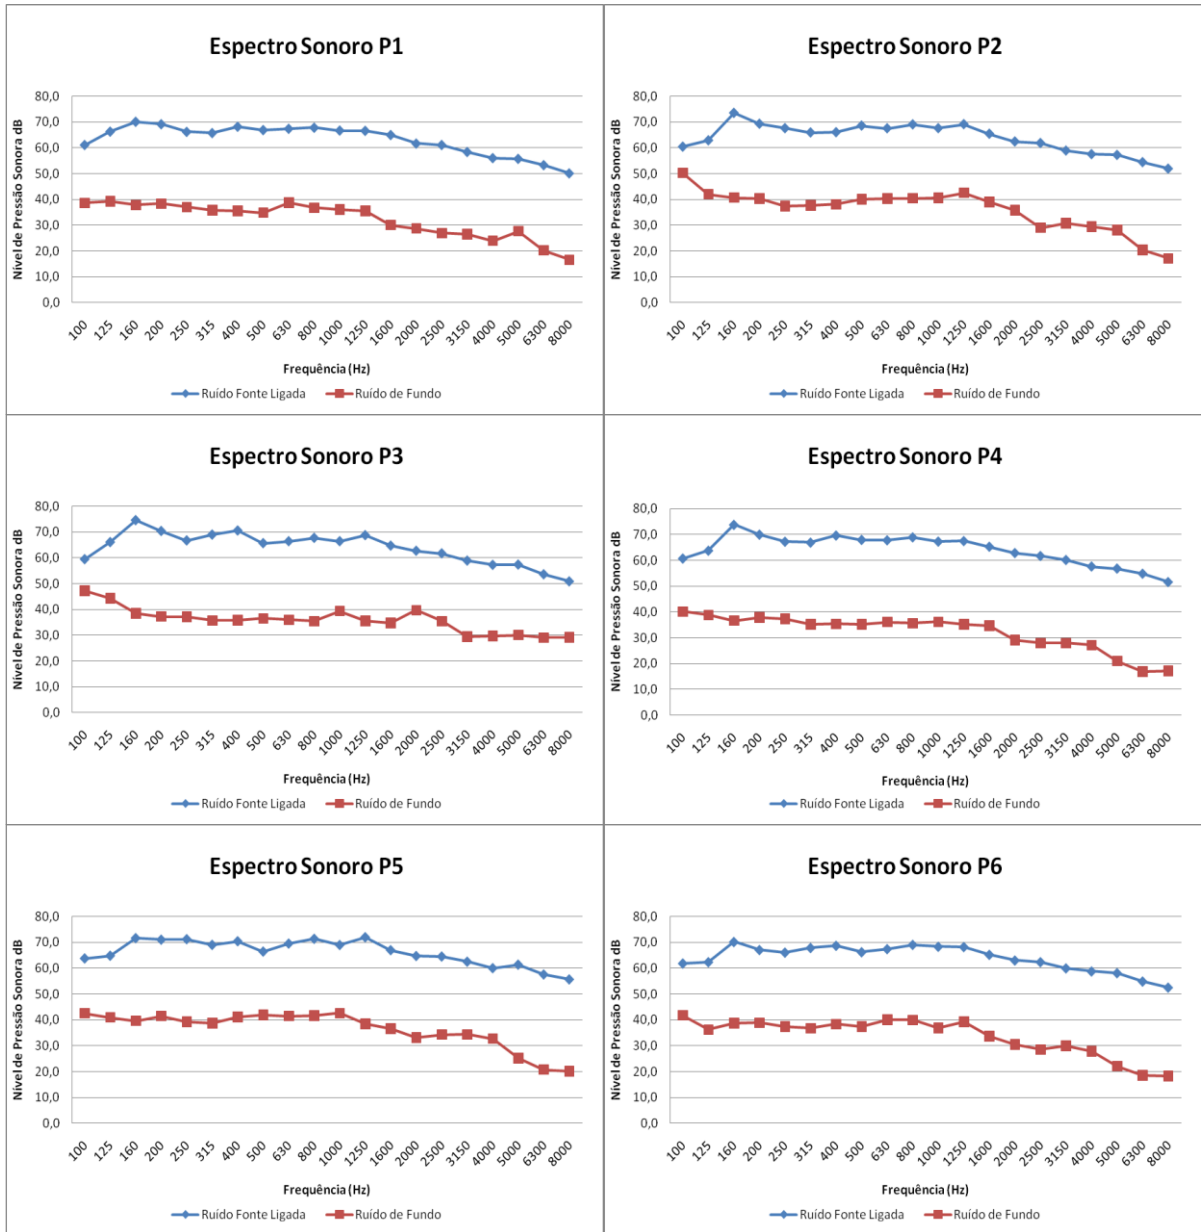 Espectro Sonoro P1
Nível de Pressão Sonora dB
80,0
70,0
60,0
50,0
40,0
30,0
20,0
10,0
0,0
100 125 160 200 250 315 400 500 630 800 1000 1250 1600 2000 2500 3150 4000 5000 6300 8000
Frequência (Hz)
Ruído Fonte Ligada Ruído de Fundo
Espectro Sonoro P2
Nível de Pressão Sonora dB
80,0
70,0
60,0
50,0
40,0
30,0
20,0
10,0
0,0
100 125 160 200 250 315 400 500 630 800 1000 1250 1600 2000 2500 3150 4000 5000 6300 8000
Frequência (Hz)
Ruído Fonte Ligada Ruído de Fundo
Espectro Sonoro P3
Nível de Pressão Sonora dB
80,0
70,0
60,0
50,0
40,0
30,0
20,0
10,0
0,0
100 125 160 200 250 315 400 500 630 800 1000 1250 1600 2000 2500 3150 4000 5000 6300 8000
Frequência (Hz)
Ruído Fonte Ligada Ruído de Fundo
Espectro Sonoro P4
Nível de Pressão Sonora dB
80,0
70,0
60,0
50,0
40,0
30,0
20,0
10,0
0,0
100 125 160 200 250 315 400 500 630 800 1000 1250 1600 2000 2500 3150 4000 5000 6300 8000
Frequência (Hz)
Ruído Fonte Ligada Ruído de Fundo
Espectro Sonoro P5
Nível de Pressão Sonora dB
80,0
70,0
60,0
50,0
40,0
30,0
20,0
10,0
0,0
100 125 160 200 250 315 400 500 630 800 1000 1250 1600 2000 2500 3150 4000 5000 6300 8000
Frequência (Hz)
Ruído Fonte Ligada Ruído de Fundo
Espectro Sonoro P6
Nível de Pressão Sonora dB
80,0
70,0
60,0
50,0
40,0
30,0
20,0
10,0
0,0
100 125 160 200 250 315 400 500 630 800 1000 1250 1600 2000 2500 3150 4000 5000 6300 8000
Frequência (Hz)
Ruído Fonte Ligada Ruído de Fundo